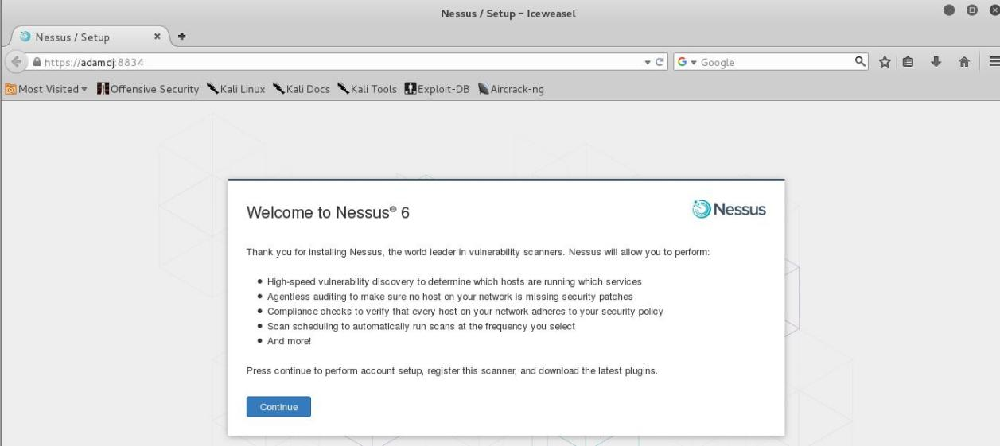 Nessus / Setup – Iceweasel
Nessus / Setup
https://adamdj:8834
Google
Most Visited
Offensive Security
Kali Linux
Kali Docs
Kali Tools
Exploit-DB
Aircrack-ng
Welcome to Nessus® 6
Nessus
Thank you for installing Nessus, the world leader in vulnerability scanners. Nessus will allow you to perform:
• High-speed vulnerability discovery to determine which hosts are running which services
• Agentless auditing to make sure no host on your network is missing security patches
• Compliance checks to verify that every host on your network adheres to your security policy
• Scan scheduling to automatically run scans at the frequency you select
• And more!
Press continue to perform account setup, register this scanner, and download the latest plugins.
Continue